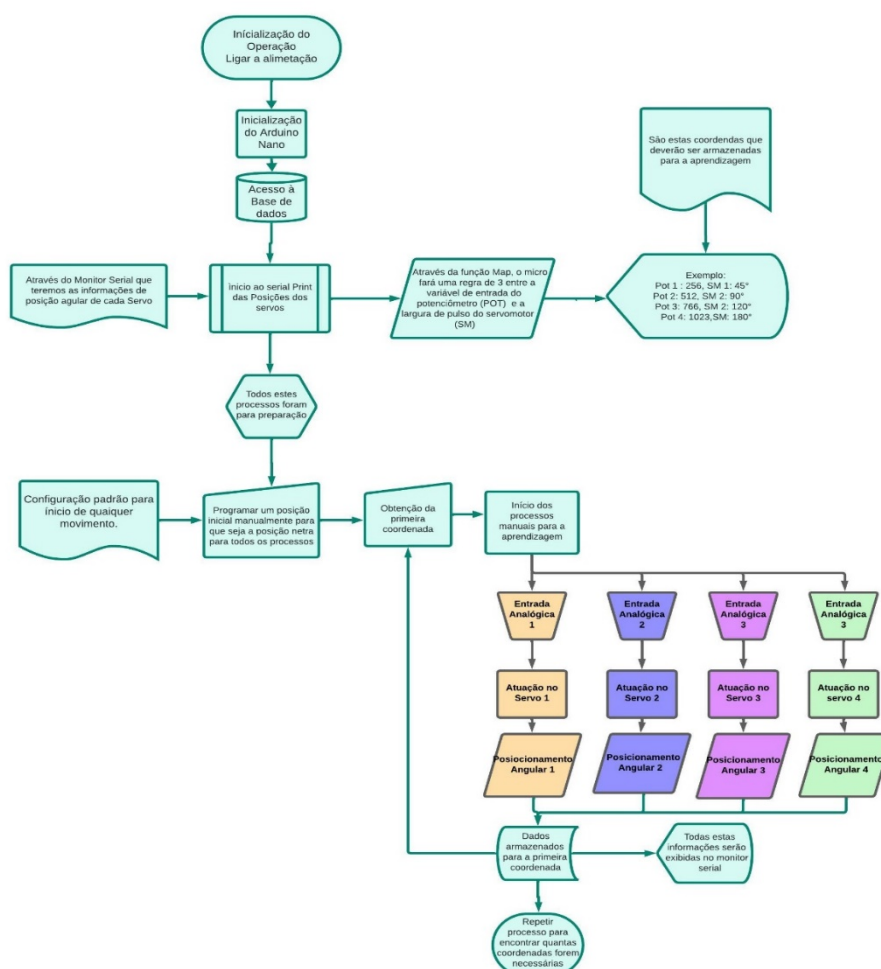 Inícialização do
Operação
Ligar a alimetação
Inicialização
do Arduino
Nano
São estas coordendas que
deverão ser armazenadas
para a aprendizagem
Acesso à
Base de
dados
Através do Monitor Serial que
teremos as informações de
posição agular de cada Servo
Ínicio ao serial Print
das Posições dos
servos
Através da função Map, o micro
fará uma regra de 3 entre a
variável de entrada do
potenciômetro (POT) e a
largura de pulso do servomotor
(SM)
Exemplo:
Pot 1 : 256, SM 1: 45°
Pot 2: 512, SM 2: 90°
Pot 3: 766, SM 2: 120°
Pot 4: 1023,SM: 180°
Todos estes
processos foram
para preparação
Configuração padrão para
ínicio de quaiquer
movimento.
Programar um posição
inicial manualmente para
que seja a posição netra
para todos os processos
Obtenção da
primeira
coordenada
Início dos
processos
manuais para a
aprendizagem
Entrada
Analógica
1
Entrada
Analógica
2
Entrada
Analógica
3
Entrada
Analógica
3
Atuação no
Servo 1
Atuação no
Servo 2
Atuação no
Servo 3
Atuação no
servo 4
Posiocionamento
Angular 1
Posicionamento
Angular 2
Posicionamento
Angular 3
Posicionamento
Angular 4
Dados
armazenados
para a primeira
coordenada
Todas estas
informações serão
exibidas no monitor
serial
Repetir
processo para
encontrar quantas
coordenadas forem
necessárias